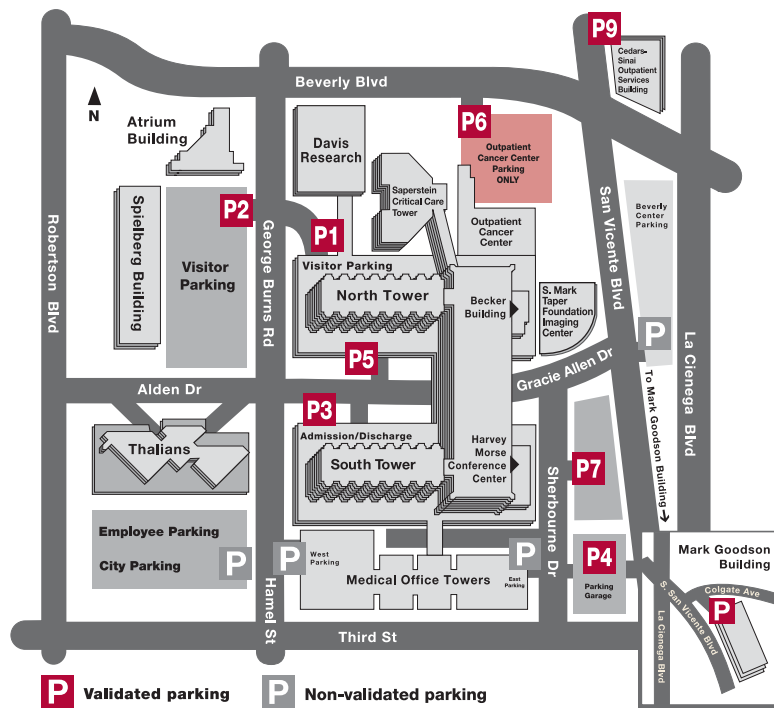 P9
Cedars-
Sinai
Outpatient
Services
Building
Beverly Blvd
N
Atrium
Building
Davis
Research
P6
Outpatient
Cancer Center
Parking
ONLY
Saperstein
Critical Care
Tower
San Vicente Blvd
Beverly
Center
Parking
Robertson Blvd
Spielberg Building
P2
Visitor
Parking
George Burns Rd
P1
Visitor Parking
North Tower
Outpatient
Cancer
Center
Becker
Building
S. Mark
Taper
Foundation
Imaging
Center
P
La Cienega Blvd
P5
Alden Dr
Gracie Allen Dr
To Mark Goodson Building
P3
Admission/Discharge
South Tower
Harvey
Morse
Conference
Center
Thalians
Sherbourne Dr
P7
Employee Parking
City Parking
P
P
West
Parking
Medical Office Towers
P
East
Parking
P4
Parking
Garage
Mark Goodson
Building
Colgate Ave
P
S. San Vicente Blvd
La Cienega Blvd
Hamel St
Third St
P Validated parking
P Non-validated parking